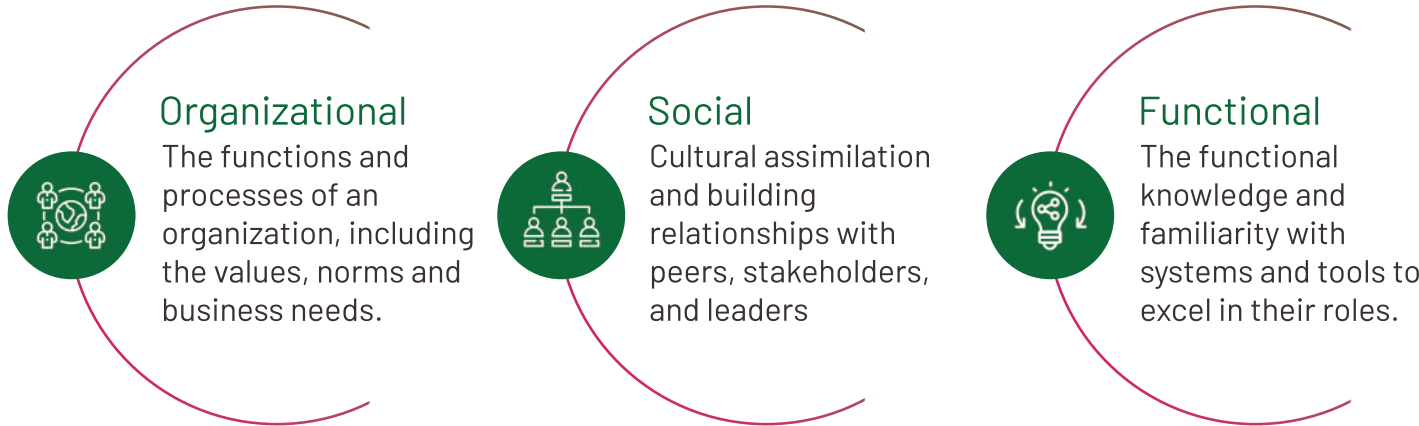 Organizational
The functions and
processes of an
organization, including
the values, norms and
business needs.
Social
Cultural assimilation
and building
relationships with
peers, stakeholders,
and leaders
Functional
The functional
knowledge and
familiarity with
systems and tools to
excel in their roles.